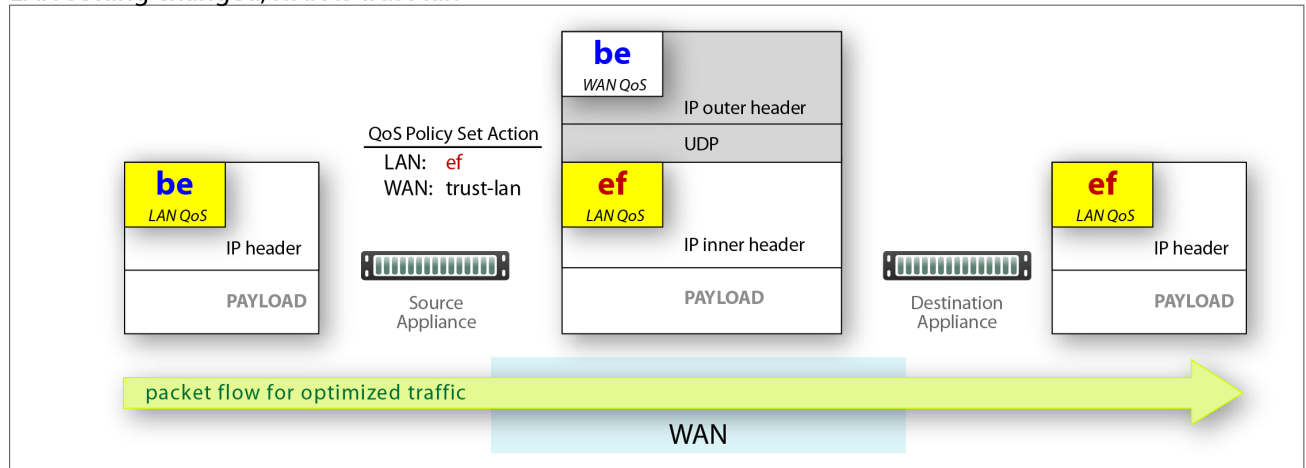 be
LAN QoS
IP header
PAYLOAD
QoS Policy Set Action
LAN: ef
WAN: trust-lan
Source
Appliance
be
WAN QoS
IP outer header
UDP
ef
LAN QoS
IP inner header
PAYLOAD
Destination
Appliance
ef
LAN QoS
IP header
PAYLOAD
packet flow for optimized traffic
WAN